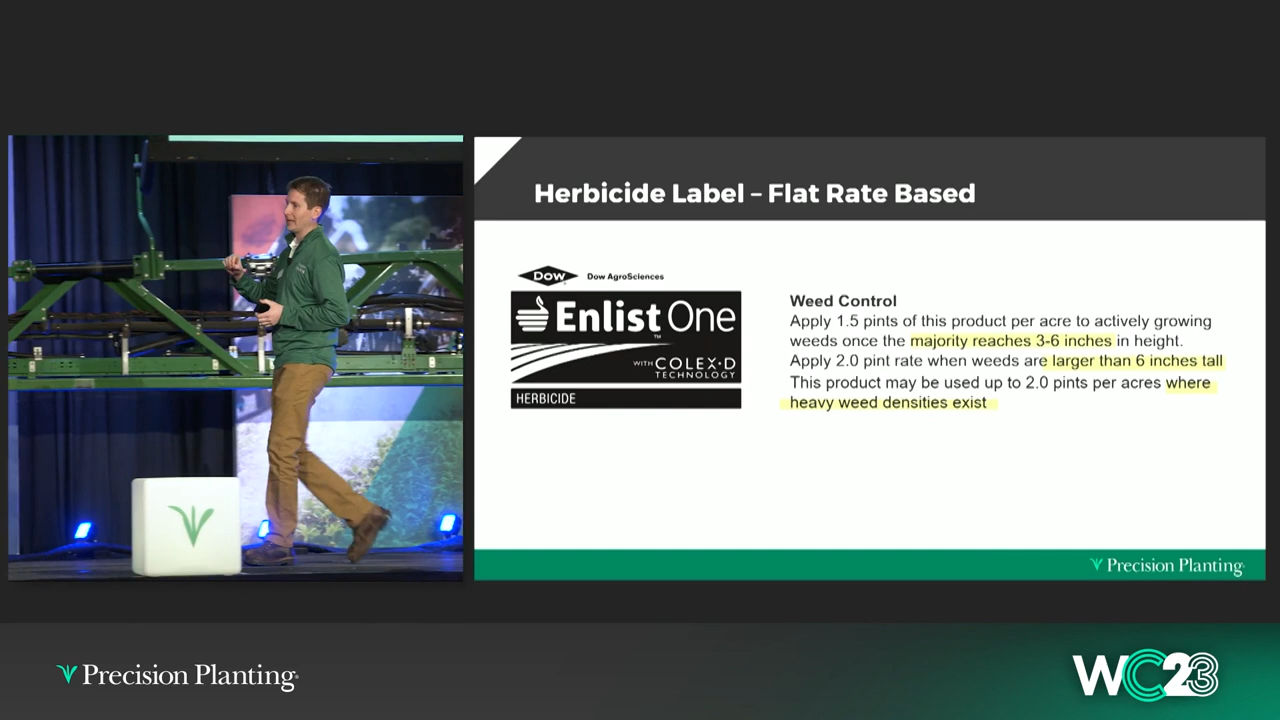 Herbicide Label – Flat Rate Based
DOW
Dow AgroSciences
Enlist One
™
WITH COLEX•D
TECHNOLOGY
HERBICIDE
Weed Control
Apply 1.5 pints of this product per acre to actively growing
weeds once the majority reaches 3-6 inches in height.
Apply 2.0 pint rate when weeds are larger than 6 inches tall
This product may be used up to 2.0 pints per acres where
heavy weed densities exist
Precision Planting
Precision Planting
WC23